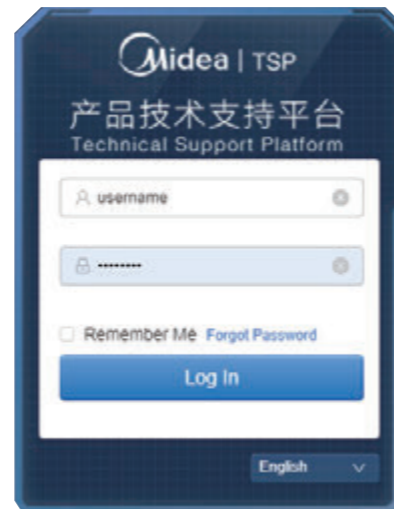 Midea | TSP
产品技术支持平台
Technical Support Platform
username
••••••••
Remember Me Forgot Password
Log In
English